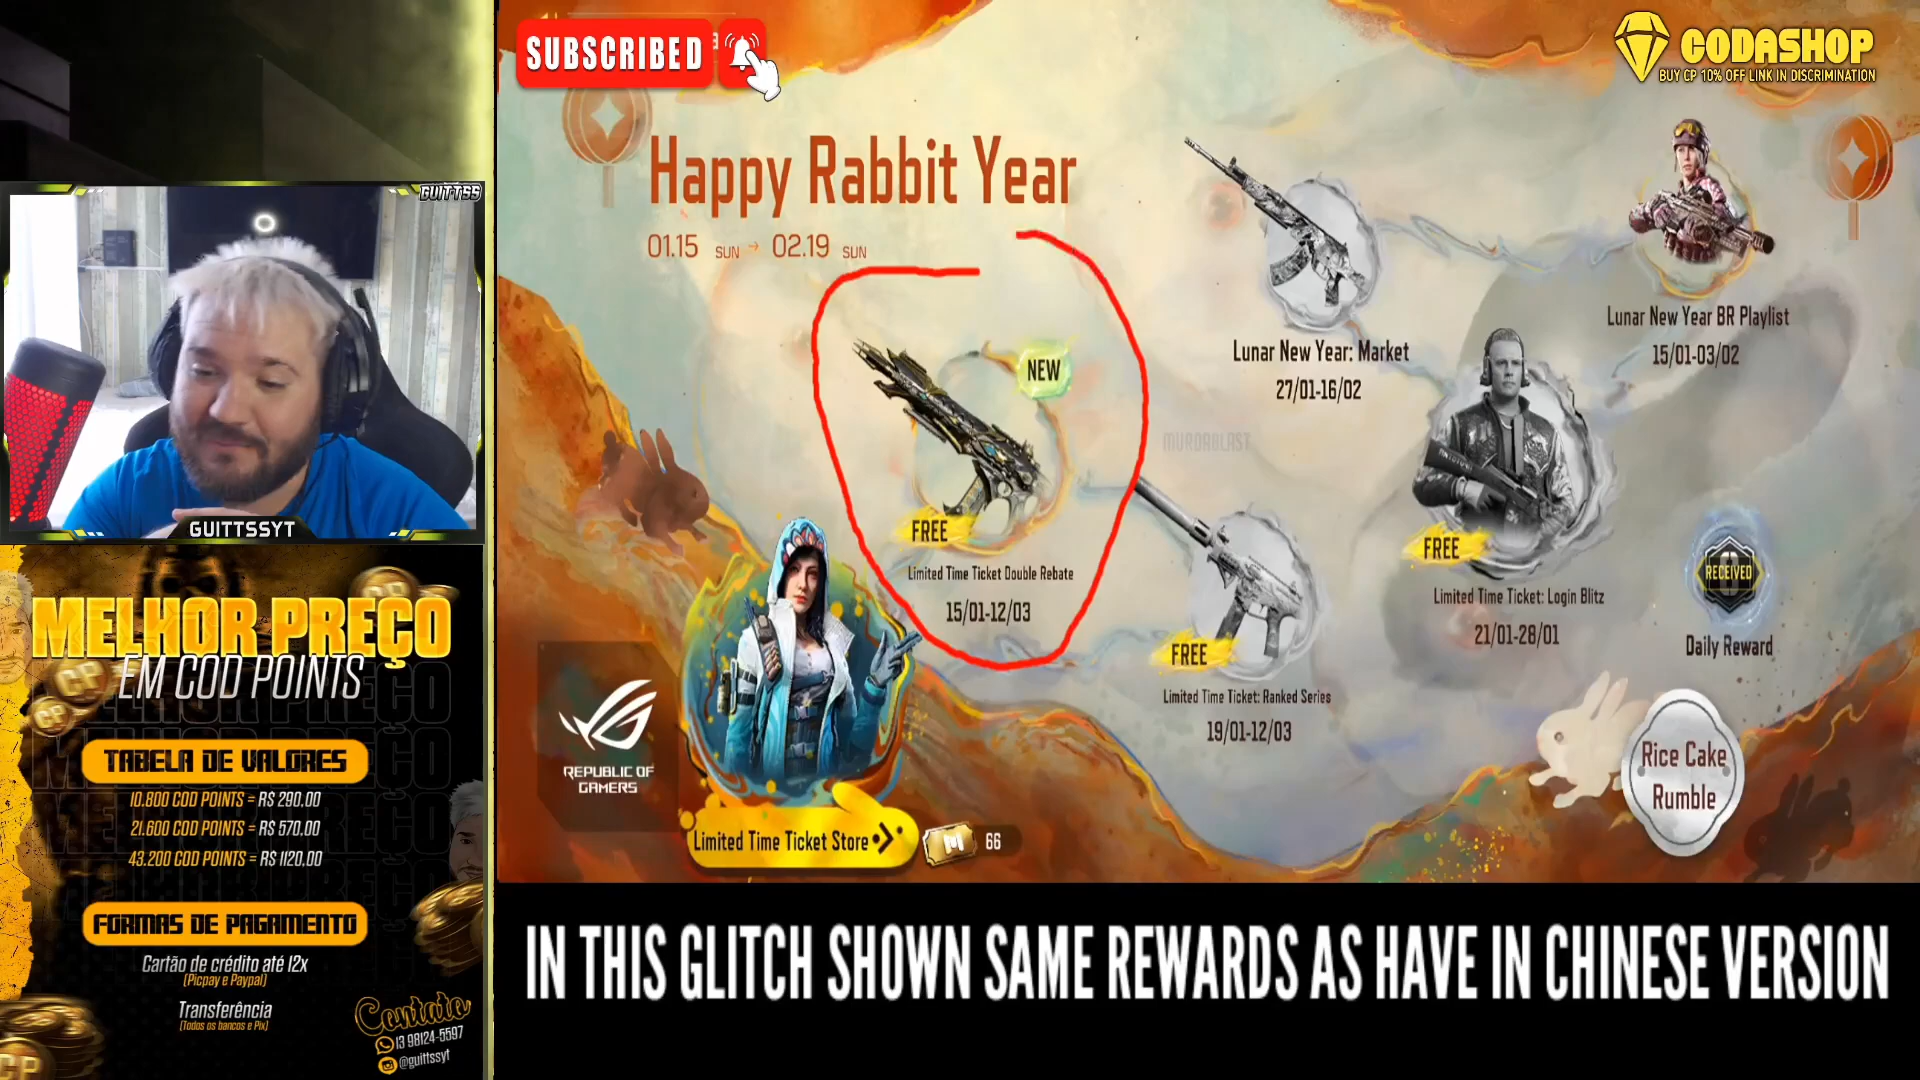 SUBSCRIBED
CODASHOP
BUY CP 10% OFF LINK IN DISCRIMINATION
Happy Rabbit Year
01.15 SUN → 02.19 SUN
NEW
FREE
Limited Time Ticket Double Rebate
15/01-12/03
Lunar New Year: Market
27/01-16/02
Lunar New Year BR Playlist
15/01-03/02
MURDABLAST
FREE
Limited Time Ticket: Login Blitz
21/01-28/01
RECEIVED
Daily Reward
FREE
Limited Time Ticket: Ranked Series
19/01-12/03
REPUBLIC OF
GAMERS
Limited Time Ticket Store
66
Rice Cake
Rumble
IN THIS GLITCH SHOWN SAME REWARDS AS HAVE IN CHINESE VERSION
GUITTSS
GUITTSSYT
MELHOR PREÇO
EM COD POINTS
TABELA DE VALORES
10.800 COD POINTS = R$ 290,00
21.600 COD POINTS = R$ 570,00
43.200 COD POINTS = R$ 1120,00
FORMAS DE PAGAMENTO
Cartão de crédito até 12x
(Picpay e Paypal)
Transferência
(Todos os bancos e Pix)
Contato
13 98124-5597
@guittssyt
CP
CP
CP
CP